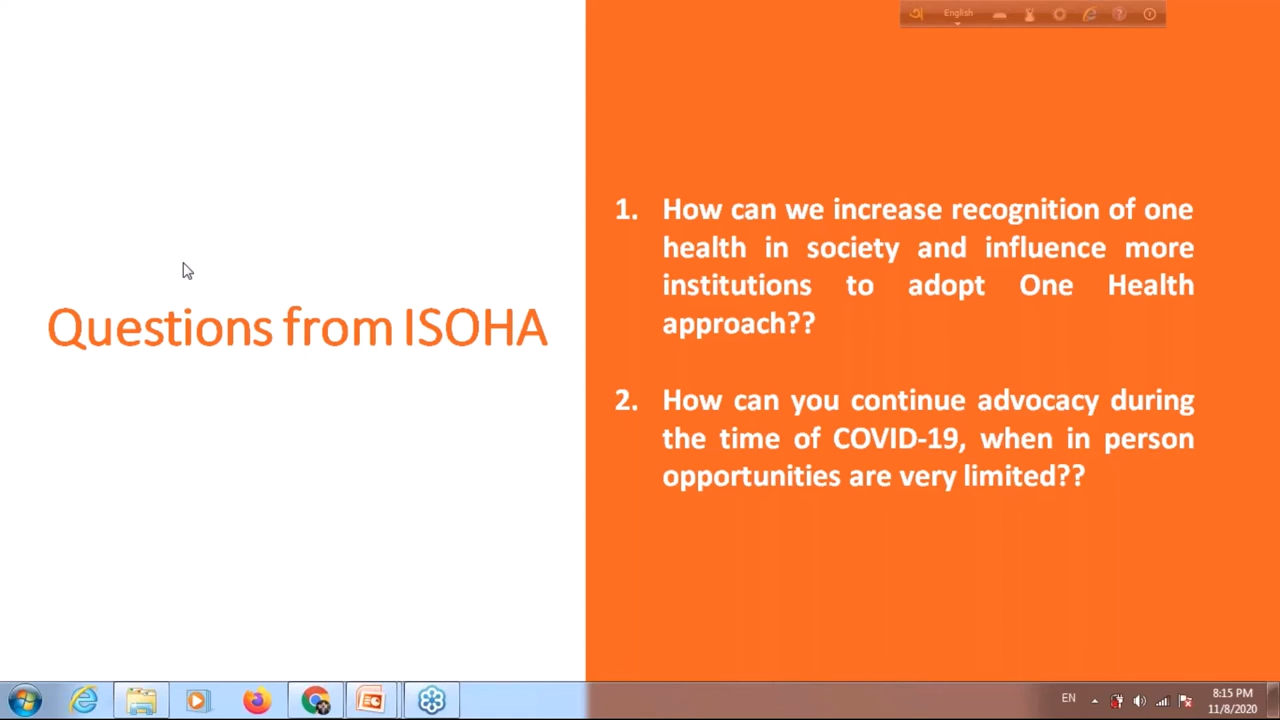 English
Questions from ISOHA
1. How can we increase recognition of one
health in society and influence more
institutions to adopt One Health
approach??
2. How can you continue advocacy during
the time of COVID-19, when in person
opportunities are very limited??
EN
8:15 PM
11/8/2020